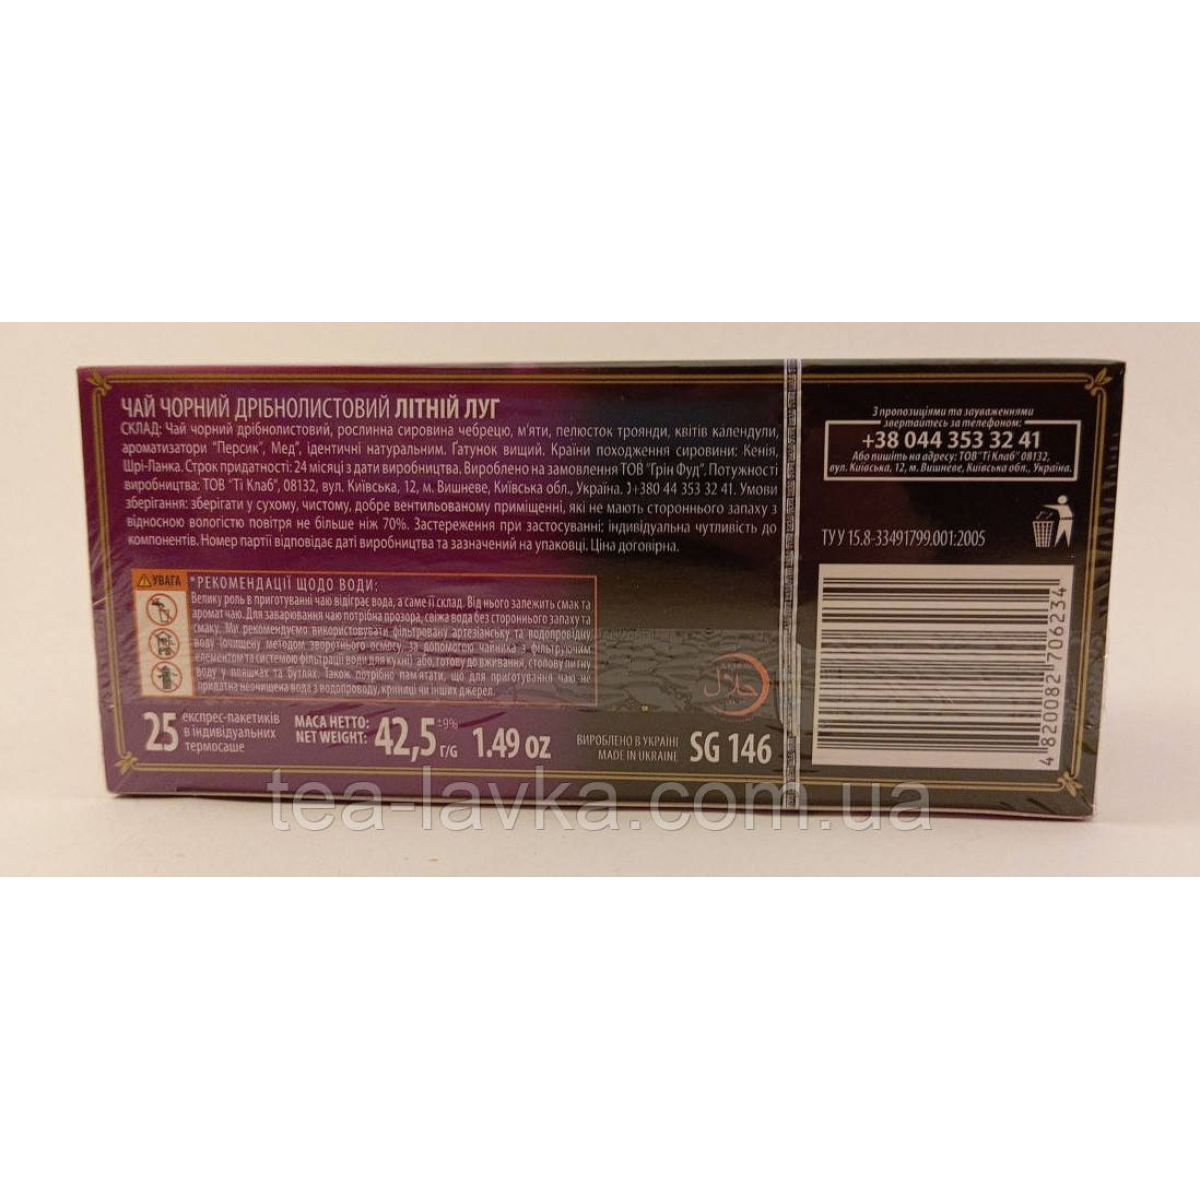 ЧАЙ ЧОРНИЙ ДРІБНОЛИСТОВИЙ ЛІТНІЙ ЛУГ
СКЛАД: Чай чорний дрібнолистовий, рослинна сировина чебрецю, м'яти, пелюсток троянди, квітів календули,
ароматизатори "Персик", Мед", ідентичні натуральним. Ґатунок вищий. Країни походження сировини: Кенія,
Шрі-Ланка. Строк придатності: 24 місяці з дати виробництва. Вироблено на замовлення ТОВ "Грін Фуд", Потужності
виробництва: ТОВ "Ті Клаб", 08132, вул. Київська, 12, м. Вишневе, Київська обл., Україна. +380 44 353 32 41. Умови
зберігання: зберігати у сухому, чистому, добре вентильованому приміщенні, які не мають стороннього запаху з
відносною вологістю повітря не більше ніж 70%. Застереження при застосуванні: індивідуальна чутливість до
компонентів. Номер партії відповідає даті виробництва та зазначений на упаковці. Ціна договірна.
УВАГА
*РЕКОМЕНДАЦІЇ ЩОДО ВОДИ:
Велику роль в приготуванні чаю відіграє вода, а саме її склад. Від нього залежить смак та
аромат чаю. Для заварювання чаю потрібна прозора, свіжа вода без стороннього запаху та
смаку. Ми рекомендуємо використовувати фільтровану артезіанську та водопровідну
воду (очищену методом зворотнього осмосу, за допомогою чайника з фільтруючим
елементом та системою фільтрації води для кухні) або, готову до вживання, столову питну
воду у пляшках та бутлях. Також потрібно пам'ятати, що для приготування чаю не
придатна неочищена вода з водопроводу, криниці чи інших джерел.
25 експрес-пакетиків
в індивідуальних
термосаше
МАСА НЕТТО:
NET WEIGHT: 42,5 ±9% Г/G 1.49 oz
ВИРОБЛЕНО В УКРАЇНІ
MADE IN UKRAINE SG 146
حلال
З пропозиціями та зауваженнями
звертайтесь за телефоном:
+38 044 353 32 41
Або пишіть на адресу: ТОВ "Ті Клаб" 08132,
вул. Київська, 12, м. Вишневе, Київська обл., Україна.
ТУ У 15.8-33491799.001:2005
4820082706234
tea-lavka.com.ua